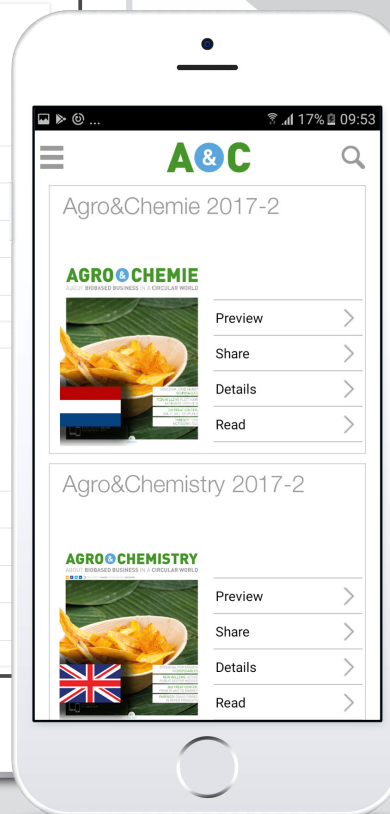 ... 17% 09:53
A&C
Agro&Chemie 2017-2
AGRO&CHEMIE
ABOUT BIOBASED BUSINESS IN A CIRCULAR WORLD
Preview
Share
Details
Read
Agro&Chemistry 2017-2
AGRO&CHEMISTRY
ABOUT BIOBASED BUSINESS IN A CIRCULAR WORLD
Preview
Share
Details
Read